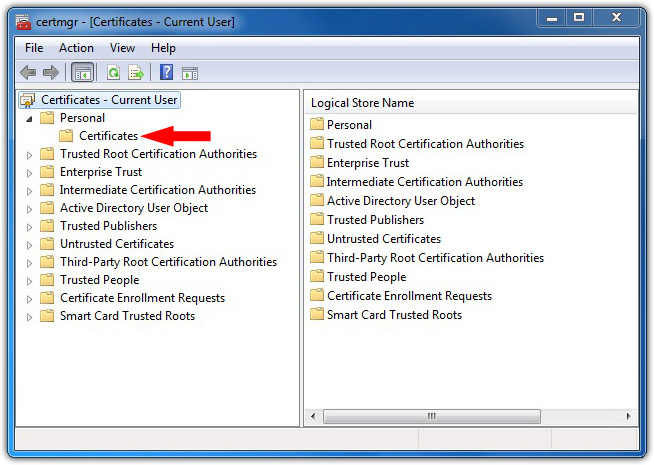 certmgr - [Certificates - Current User]
File Action View Help
Certificates - Current User
Personal
Certificates
Trusted Root Certification Authorities
Enterprise Trust
Intermediate Certification Authorities
Active Directory User Object
Trusted Publishers
Untrusted Certificates
Third-Party Root Certification Authorities
Trusted People
Certificate Enrollment Requests
Smart Card Trusted Roots
Logical Store Name
Personal
Trusted Root Certification Authorities
Enterprise Trust
Intermediate Certification Authorities
Active Directory User Object
Trusted Publishers
Untrusted Certificates
Third-Party Root Certification Authorities
Trusted People
Certificate Enrollment Requests
Smart Card Trusted Roots